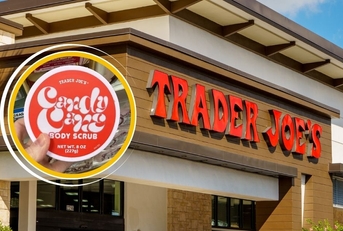 TRADER JOE'S
TRADER JOE'S
Candy
Cane
BODY SCRUB
NET WT. 8 OZ
(227g)